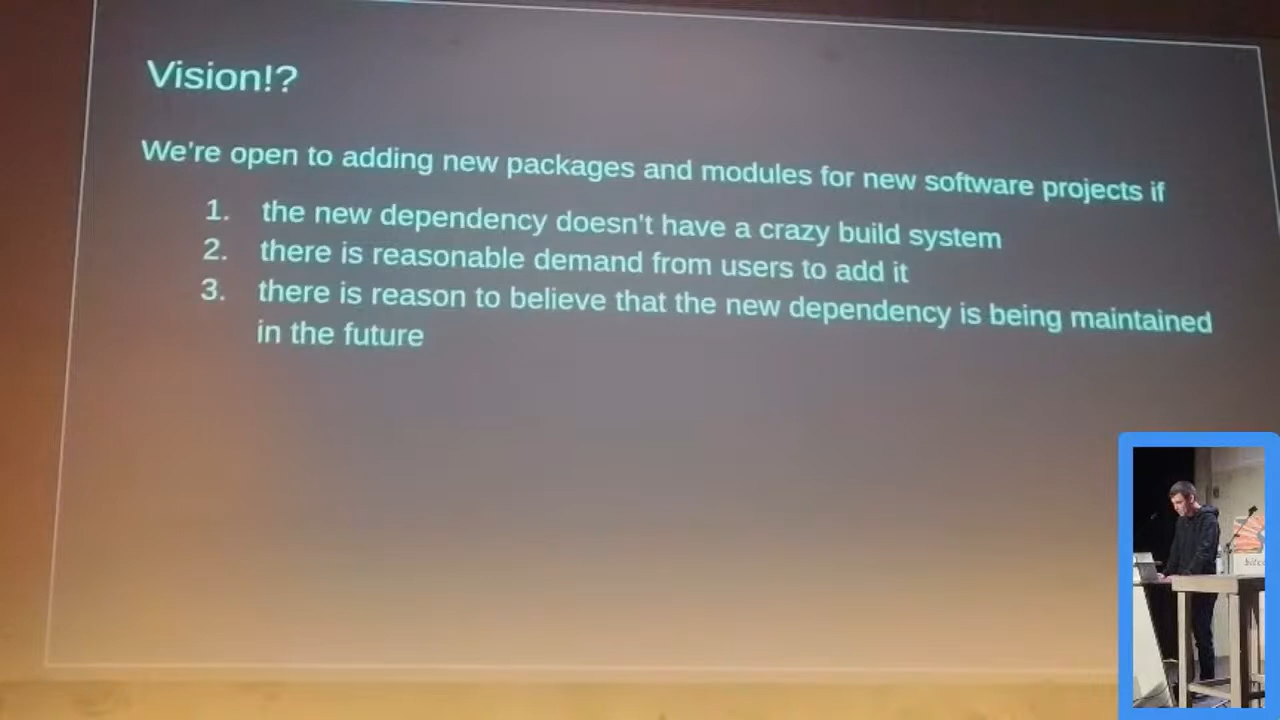 Vision!?
We're open to adding new packages and modules for new software projects if
1. the new dependency doesn't have a crazy build system
2. there is reasonable demand from users to add it
3. there is reason to believe that the new dependency is being maintained
in the future